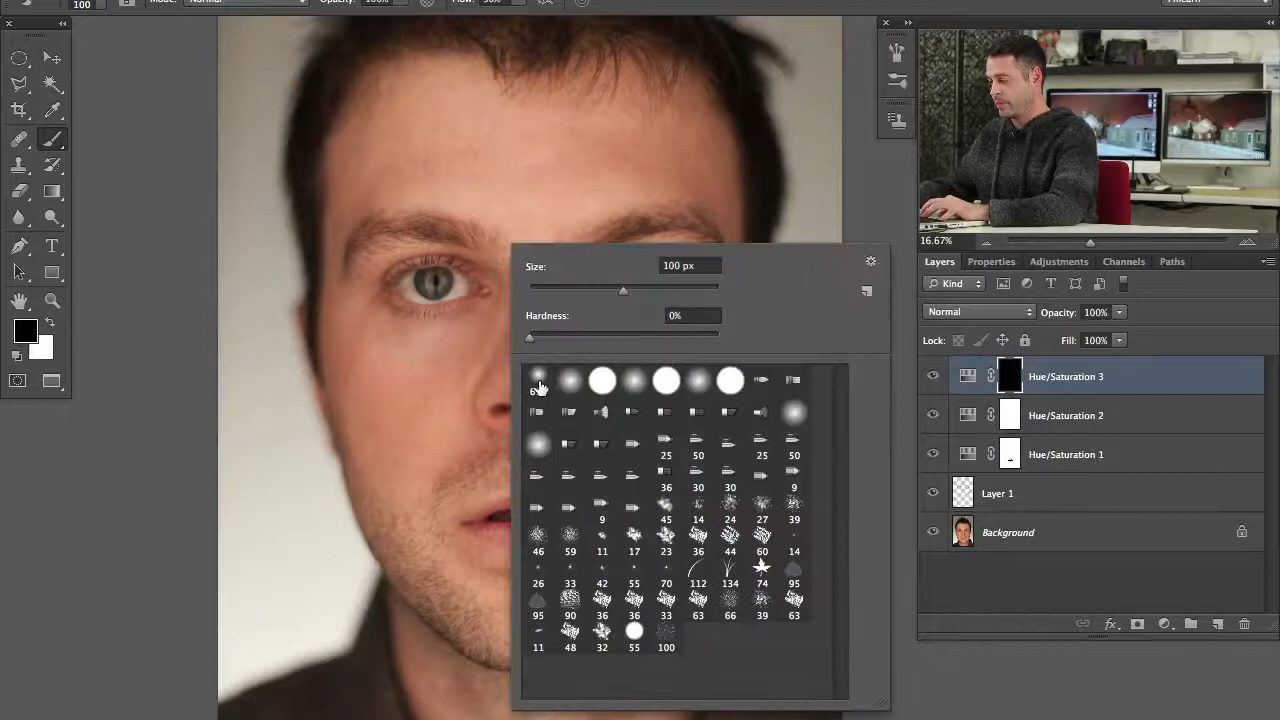 100 Mode: Normal Opacity: 100% Flow: 50%
16.67%
Layers Properties Adjustments Channels Paths
Size: 100 px
Kind
Normal Opacity: 100%
Hardness: 0%
Lock: Fill: 100%
Hue/Saturation 3
Hue/Saturation 2
25 50 25 50
Hue/Saturation 1
36 30 30 9
Layer 1
9 45 14 24 27 39
Background
46 59 11 17 23 36 44 60 14
26 33 42 55 70 112 134 74 95
95 90 36 36 33 63 66 39 63
11 48 32 55 100
fx